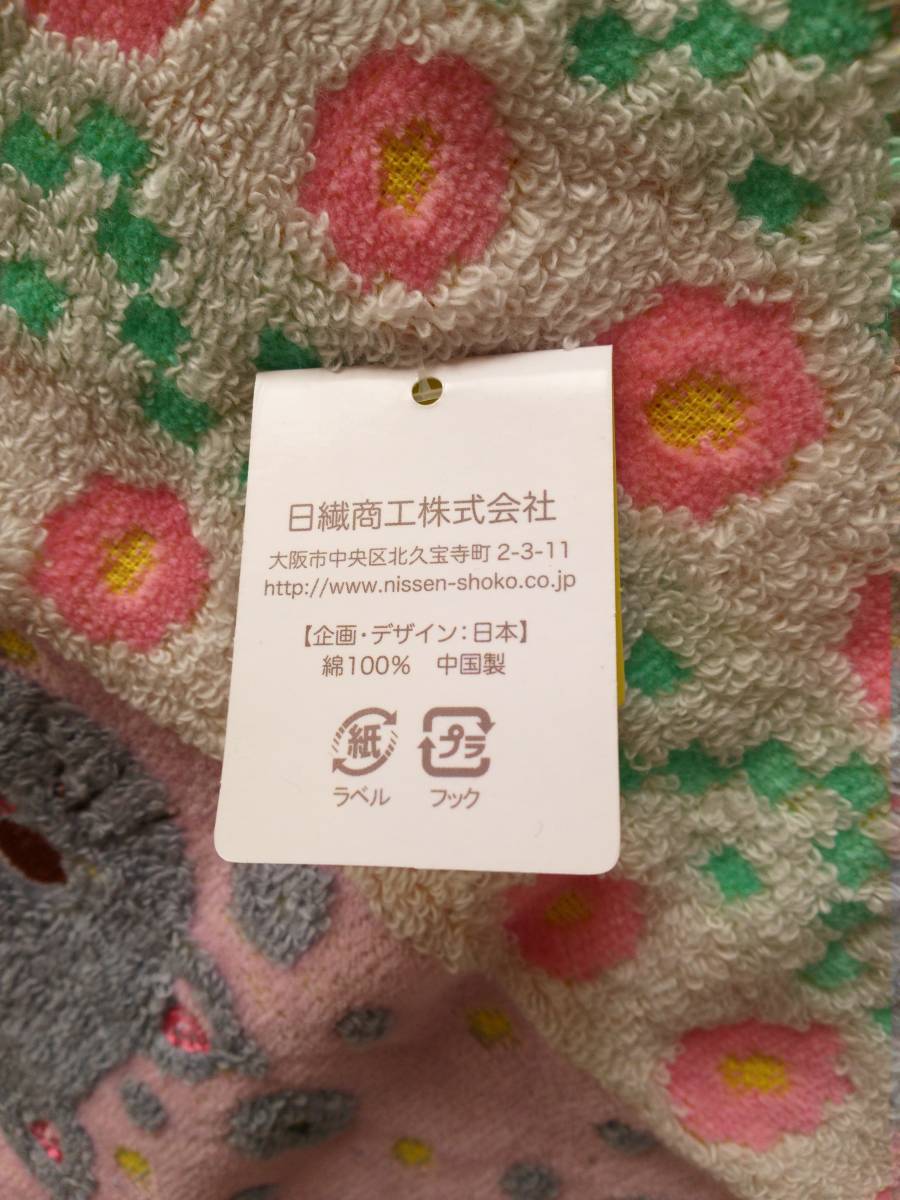 日繊商工株式会社
大阪市中央区北久宝寺町 2-3-11
http://www.nissen-shoko.co.jp
【企画・デザイン:日本】
綿100% 中国製
紙 プラ
ラベル フック